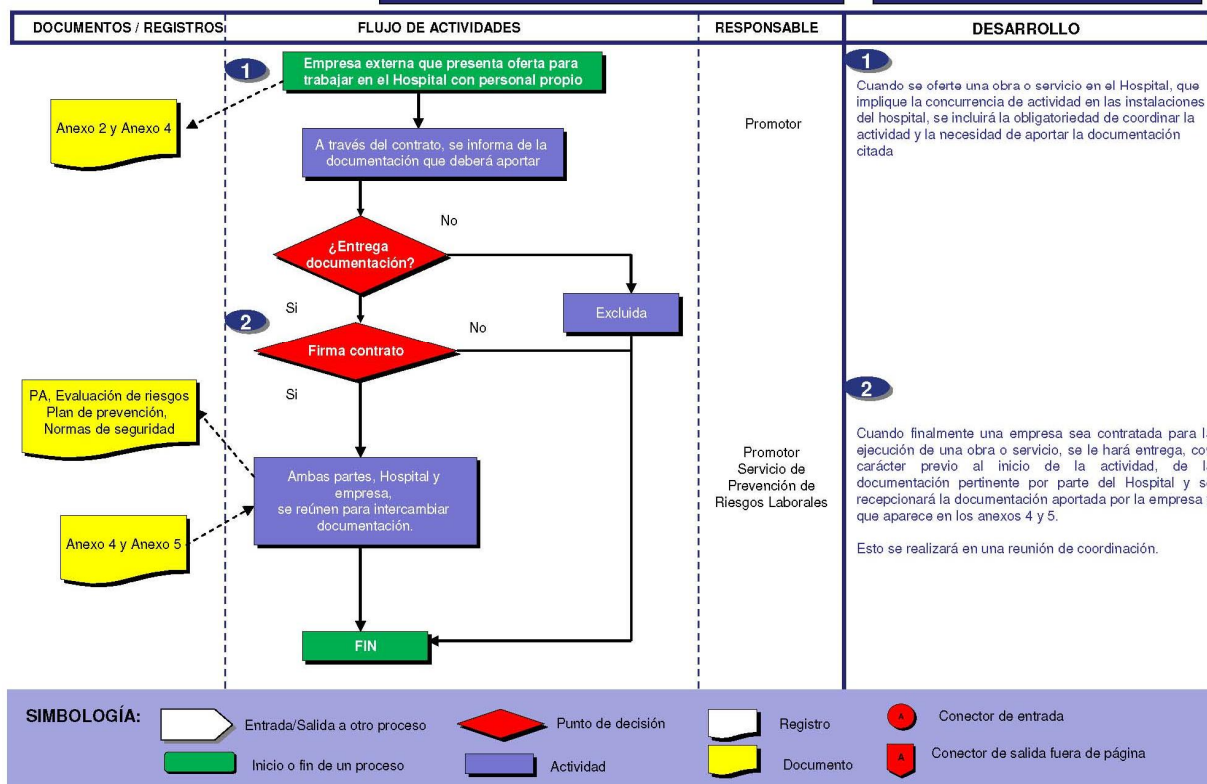 DOCUMENTOS / REGISTROS
FLUJO DE ACTIVIDADES
RESPONSABLE
DESARROLLO
1
Empresa externa que presenta oferta para
trabajar en el Hospital con personal propio
Anexo 2 y Anexo 4
A través del contrato, se informa de la
documentación que deberá aportar
Promotor
1
Cuando se oferte una obra o servicio en el Hospital, que
implique la concurrencia de actividad en las instalaciones
del hospital, se incluirá la obligatoriedad de coordinar la
actividad y la necesidad de aportar la documentación
citada
No
¿Entrega
documentación?
Si
Excluida
2
No
Firma contrato
Si
PA, Evaluación de riesgos
Plan de prevención,
Normas de seguridad
Ambas partes, Hospital y
empresa,
se reúnen para intercambiar
documentación.
Anexo 4 y Anexo 5
Promotor
Servicio de
Prevención de
Riesgos Laborales
2
Cuando finalmente una empresa sea contratada para
ejecución de una obra o servicio, se le hará entrega,
carácter previo al inicio de la actividad, de
documentación pertinente por parte del Hospital y
recepcionará la documentación aportada por la empresa
que aparece en los anexos 4 y 5.
Esto se realizará en una reunión de coordinación.
FIN
SIMBOLOGÍA:
Entrada/Salida a otro proceso
Punto de decisión
Registro
A
Conector de entrada
Inicio o fin de un proceso
Actividad
Documento
A
Conector de salida fuera de página